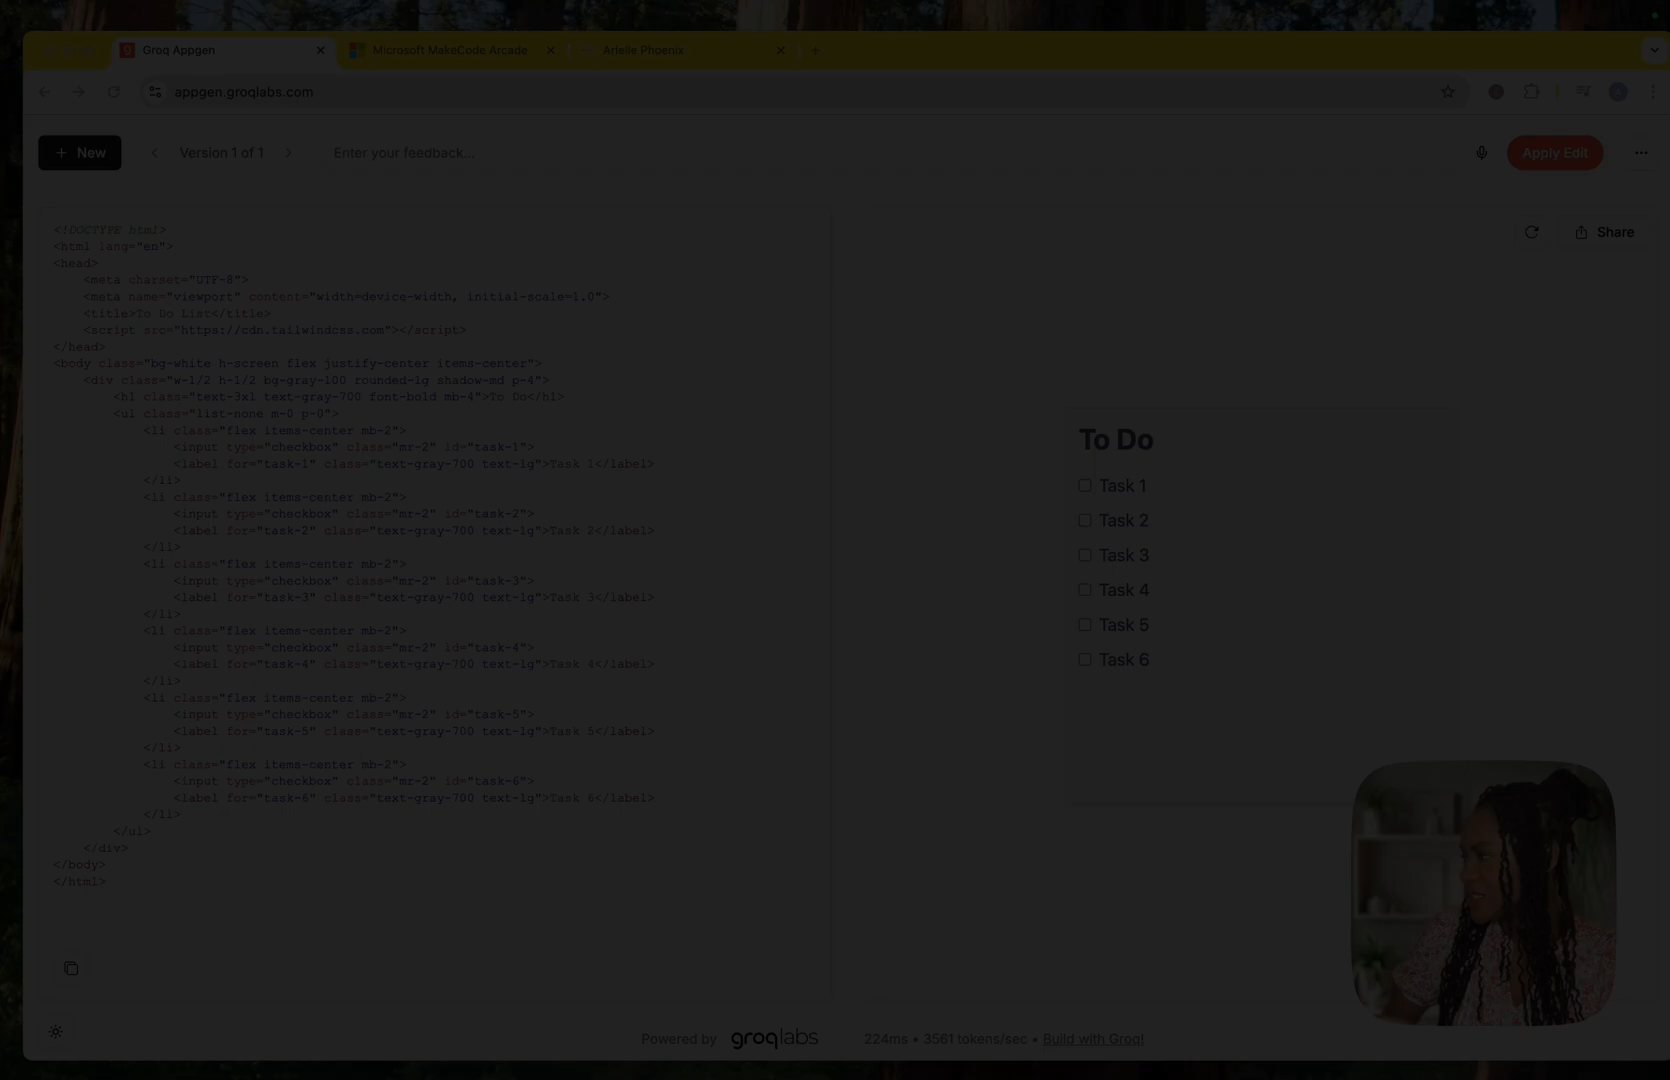 Groq Appgen
Microsoft MakeCode Arcade
Arielle Phoenix
appgen.groqlabs.com
New
Version 1 of 1
Enter your feedback...
Apply Edit
Share
<!DOCTYPE html>
<html lang="en">
<head>
<meta charset="UTF-8">
<meta name="viewport" content="width=device-width, initial-scale=1.0">
<title>To Do List</title>
<script src="https://cdn.tailwindcss.com"></script>
</head>
<body class="bg-white h-screen flex justify-center items-center">
<div class="w-1/2 h-1/2 bg-gray-100 rounded-lg shadow-md p-4">
<h1 class="text-3xl text-gray-700 font-bold mb-4">To Do</h1>
<ul class="list-none m-0 p-0">
<li class="flex items-center mb-2">
<input type="checkbox" class="mr-2" id="task-1">
<label for="task-1" class="text-gray-700 text-lg">Task 1</label>
</li>
<li class="flex items-center mb-2">
<input type="checkbox" class="mr-2" id="task-2">
<label for="task-2" class="text-gray-700 text-lg">Task 2</label>
</li>
<li class="flex items-center mb-2">
<input type="checkbox" class="mr-2" id="task-3">
<label for="task-3" class="text-gray-700 text-lg">Task 3</label>
</li>
<li class="flex items-center mb-2">
<input type="checkbox" class="mr-2" id="task-4">
<label for="task-4" class="text-gray-700 text-lg">Task 4</label>
</li>
<li class="flex items-center mb-2">
<input type="checkbox" class="mr-2" id="task-5">
<label for="task-5" class="text-gray-700 text-lg">Task 5</label>
</li>
<li class="flex items-center mb-2">
<input type="checkbox" class="mr-2" id="task-6">
<label for="task-6" class="text-gray-700 text-lg">Task 6</label>
</li>
</ul>
</div>
</body>
</html>
To Do
Task 1
Task 2
Task 3
Task 4
Task 5
Task 6
Powered by groqlabs 224ms • 3561 tokens/sec • Build with Groq!